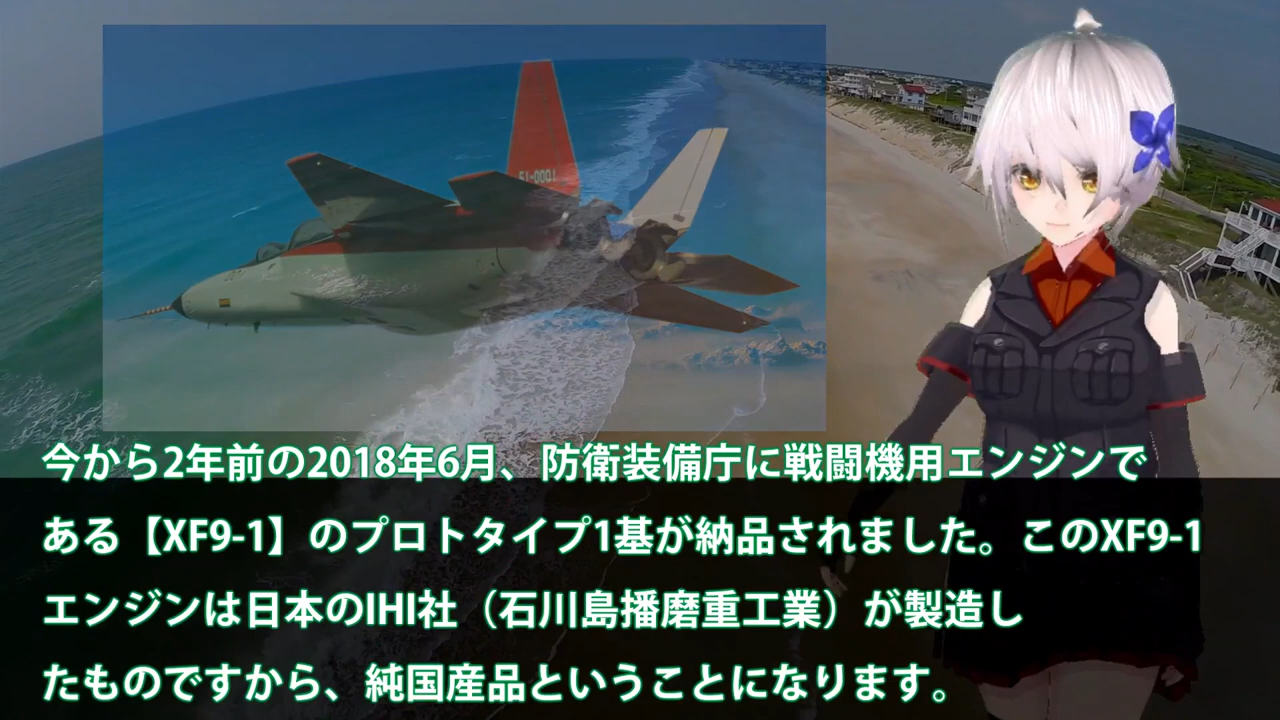 51-0001
今から2年前の2018年6月、防衛装備庁に戦闘機用エンジンで
ある【XF9-1】のプロトタイプ1基が納品されました。このXF9-1
エンジンは日本のIHI社（石川島播磨重工業）が製造し
たものですから、純国産品ということになります。